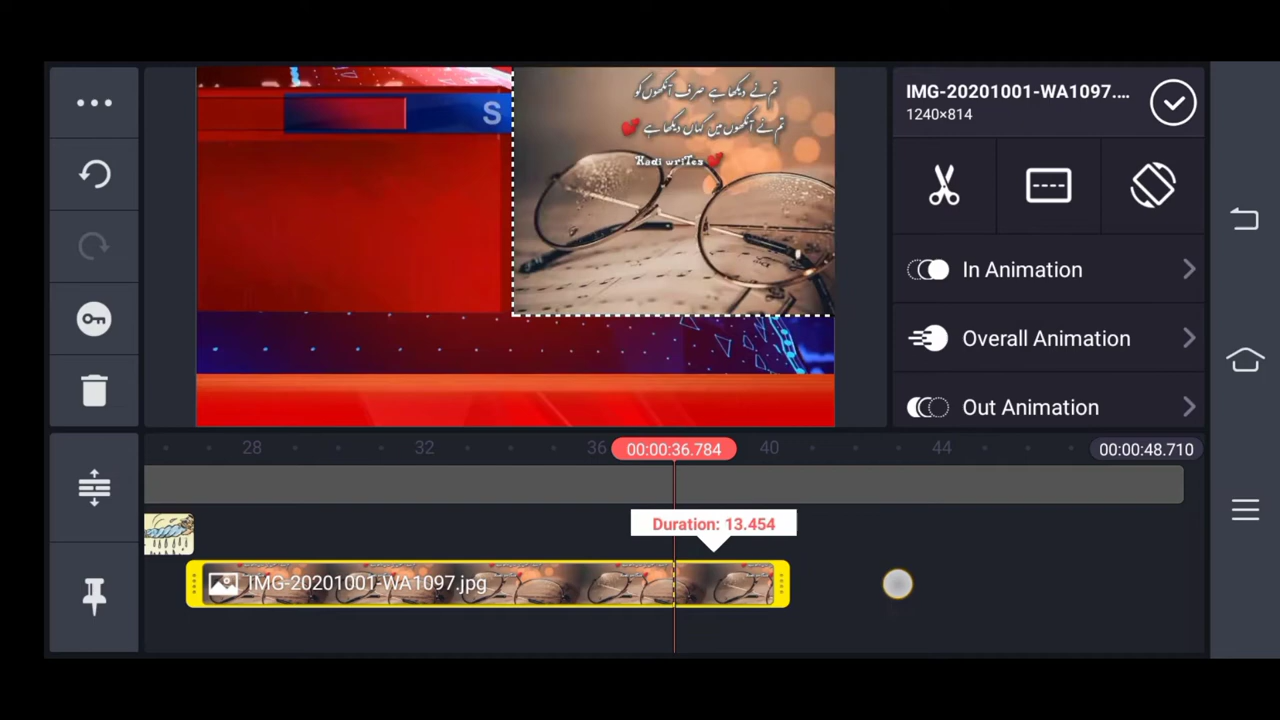 S
تم نے دیکھا ہے صرف آنکھوں کو
تم نے آنکھوں میں کہاں دیکھا ہے 💕
Kadi wriTes 💕
IMG-20201001-WA1097....
1240×814
In Animation
Overall Animation
Out Animation
28
32
36
00:00:36.784
40
44
00:00:48.710
Duration: 13.454
IMG-20201001-WA1097.jpg